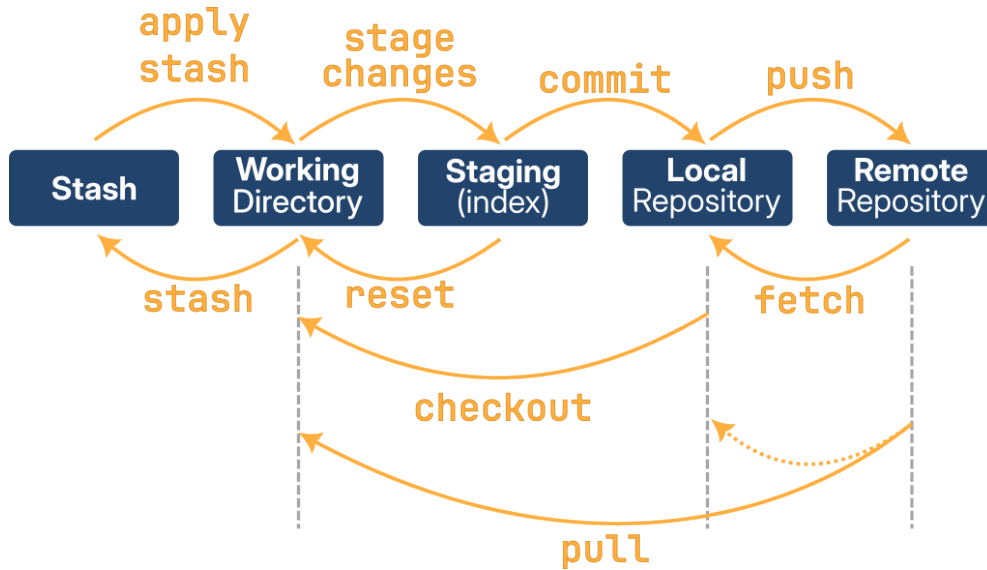 apply
stash
stage
changes
commit
push
Stash
Working
Directory
Staging
(index)
Local
Repository
Remote
Repository
stash
reset
fetch
checkout
pull